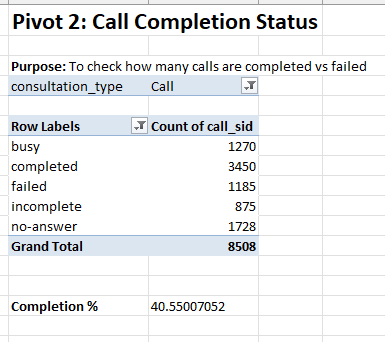 Pivot 2: Call Completion Status
Purpose: To check how many calls are completed vs failed
consultation_type Call
Row Labels Count of call_sid
busy 1270
completed 3450
failed 1185
incomplete 875
no-answer 1728
Grand Total 8508
Completion % 40.55007052